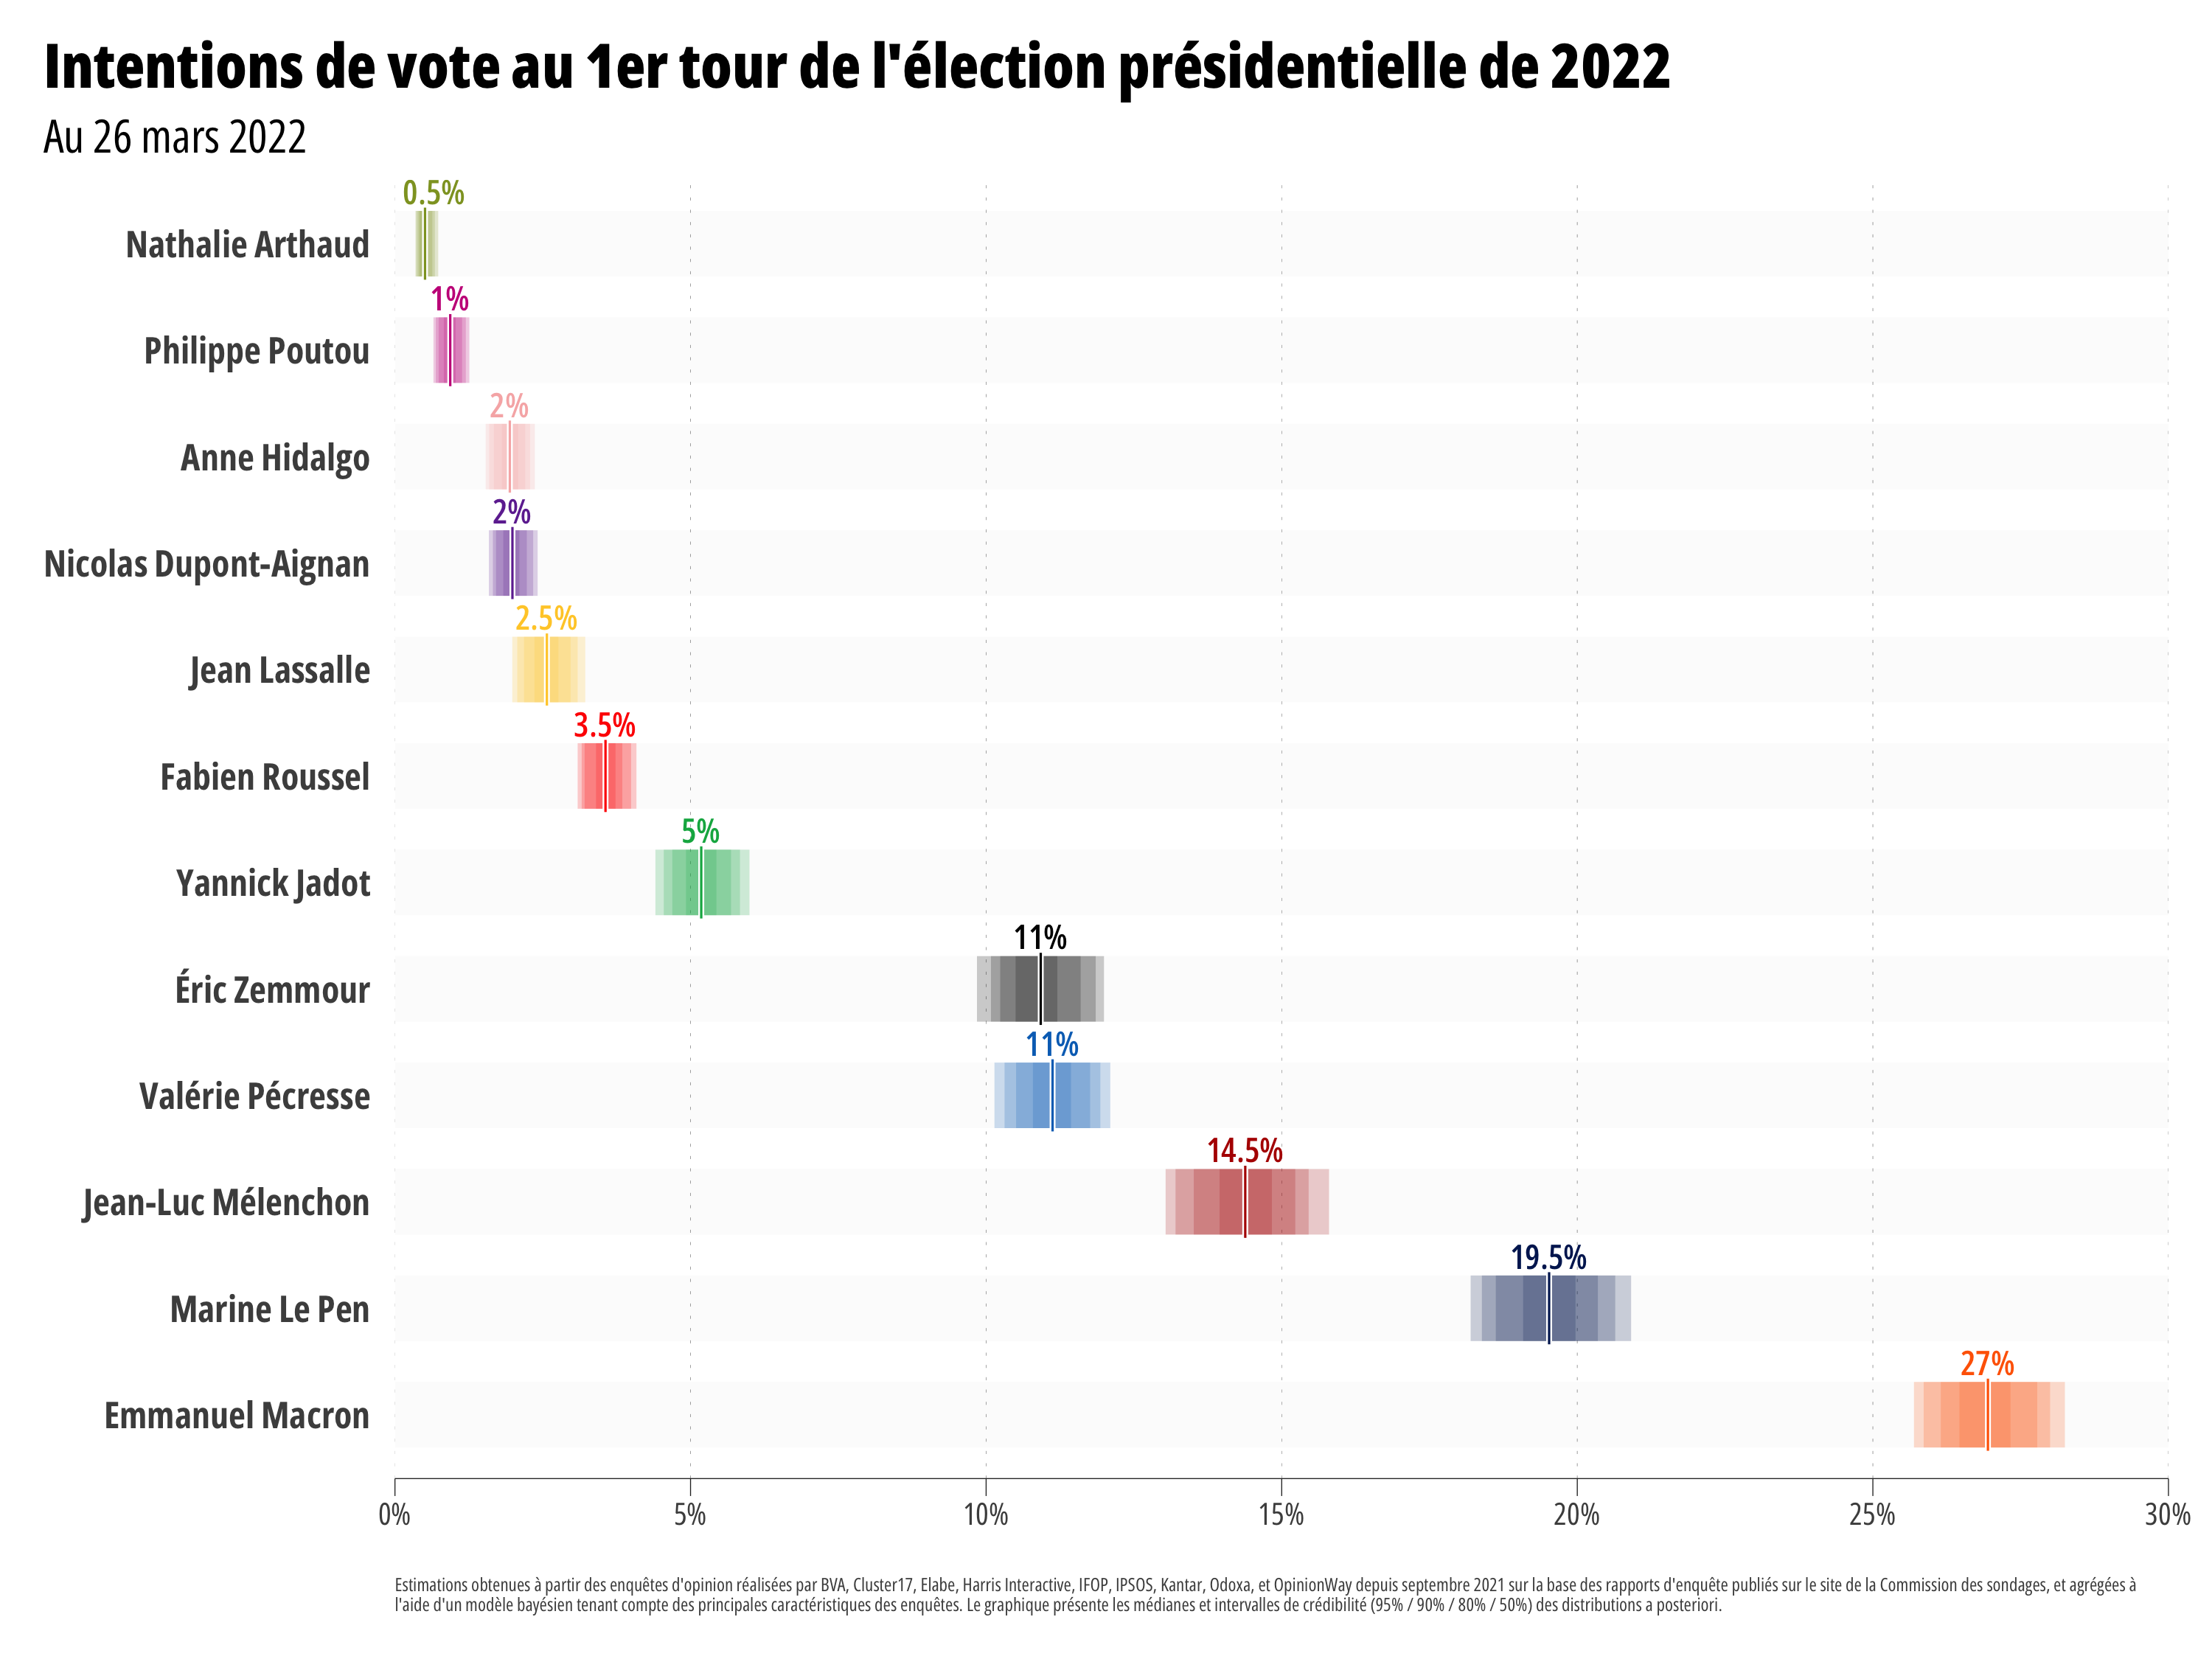 Intentions de vote au 1er tour de l'élection présidentielle de 2022
Au 26 mars 2022
0.5%
Nathalie Arthaud
1%
Philippe Poutou
2%
Anne Hidalgo
2%
Nicolas Dupont-Aignan
2.5%
Jean Lassalle
3.5%
Fabien Roussel
5%
Yannick Jadot
11%
Éric Zemmour
11%
Valérie Pécresse
14.5%
Jean-Luc Mélenchon
19.5%
Marine Le Pen
27%
Emmanuel Macron
0% 5% 10% 15% 20% 25% 30%
Estimations obtenues à partir des enquêtes d'opinion réalisées par BVA, Cluster17, Elabe, Harris Interactive, IFOP, IPSOS, Kantar, Odoxa, et OpinionWay depuis septembre 2021 sur la base des rapports d'enquête publiés sur le site de la Commission des sondages, et agrégées à
l'aide d'un modèle bayésien tenant compte des principales caractéristiques des enquêtes. Le graphique présente les médianes et intervalles de crédibilité (95% / 90% / 80% / 50%) des distributions a posteriori.